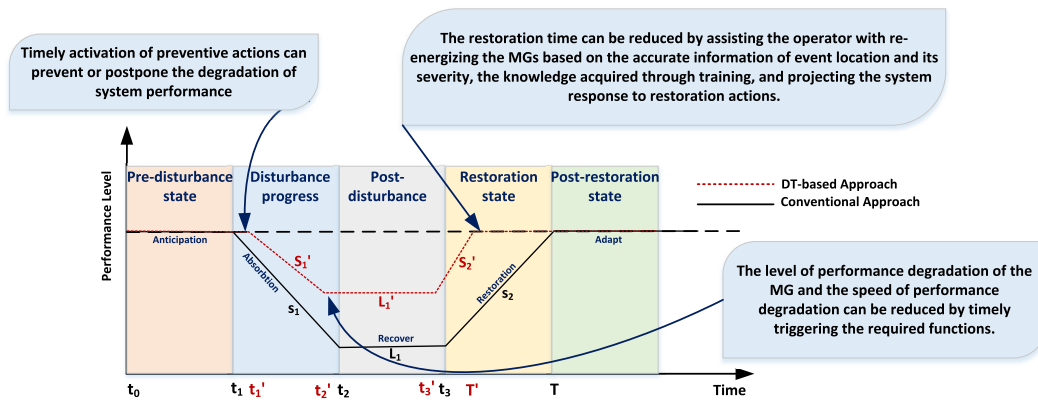 Timely activation of preventive actions can
prevent or postpone the degradation of
system performance
The restoration time can be reduced by assisting the operator with re-
energizing the MGs based on the accurate information of event location and its
severity, the knowledge acquired through training, and projecting the system
response to restoration actions.
Performance Level
Pre-disturbance
state
Disturbance
progress
Post-
disturbance
Restoration
state
Post-restoration
state
DT-based Approach
Conventional Approach
Anticipation
Absorbtion
S₁'
s₁
L₁'
Recover
L₁
S₂'
Restoration
s₂
Adapt
The level of performance degradation of the
MG and the speed of performance
degradation can be reduced by timely
triggering the required functions.
t₀ t₁ t₁' t₂' t₂ t₃' t₃ T' T Time